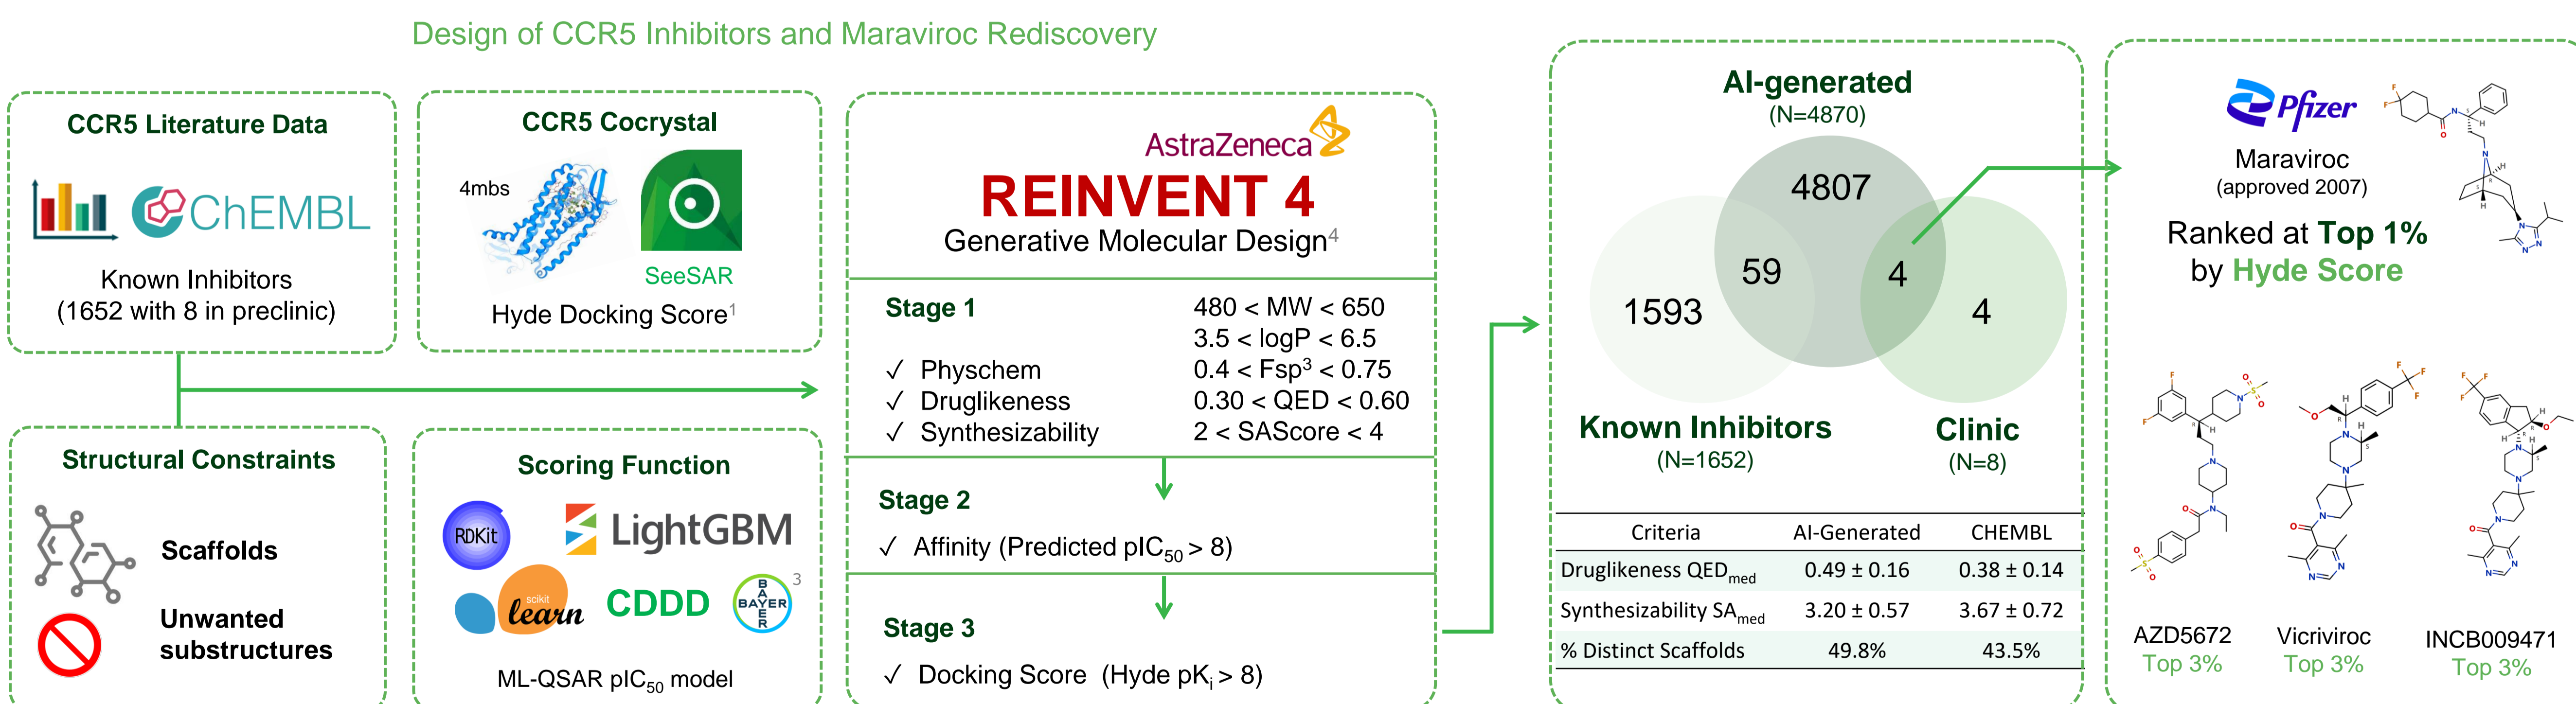 Design of CCR5 Inhibitors and Maraviroc Rediscovery
CCR5 Literature Data
ChEMBL
Known Inhibitors
(1652 with 8 in preclinic)
CCR5 Cocrystal
4mbs
SeeSAR
Hyde Docking Score¹
Structural Constraints
Scaffolds
Unwanted
substructures
Scoring Function
RDKit
LightGBM
scikit
learn
CDDD
BAYER
BAYER
3
ML-QSAR pIC₅₀ model
AstraZeneca
REINVENT 4
Generative Molecular Design⁴
Stage 1
✓ Physchem
✓ Druglikeness
✓ Synthesizability
480 < MW < 650
3.5 < logP < 6.5
0.4 < Fsp³ < 0.75
0.30 < QED < 0.60
2 < SAScore < 4
Stage 2
✓ Affinity (Predicted pIC₅₀ > 8)
Stage 3
✓ Docking Score (Hyde pKᵢ > 8)
AI-generated
(N=4870)
4807
59
4
1593
4
Known Inhibitors
(N=1652)
Clinic
(N=8)
Criteria AI-Generated CHEMBL
Druglikeness QEDmed 0.49 ± 0.16 0.38 ± 0.14
Synthesizability SAmed 3.20 ± 0.57 3.67 ± 0.72
% Distinct Scaffolds 49.8% 43.5%
Pfizer
Maraviroc
(approved 2007)
Ranked at Top 1%
by Hyde Score
AZD5672
Top 3%
Vicriviroc
Top 3%
INCB009471
Top 3%